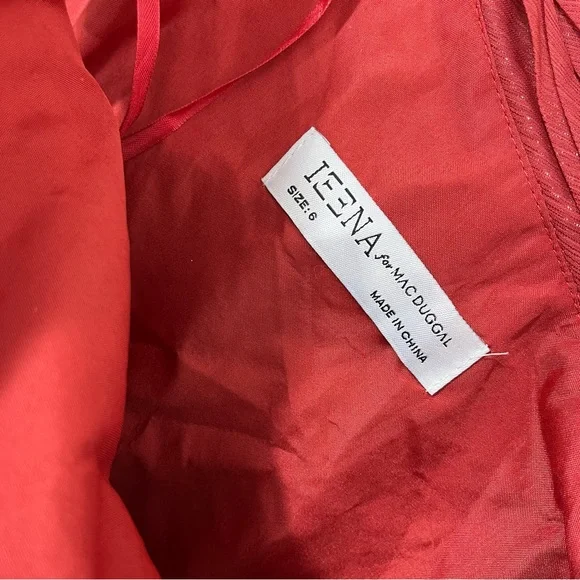 IEENA for MAC DUGGAL
SIZE: 6
MADE IN CHINA